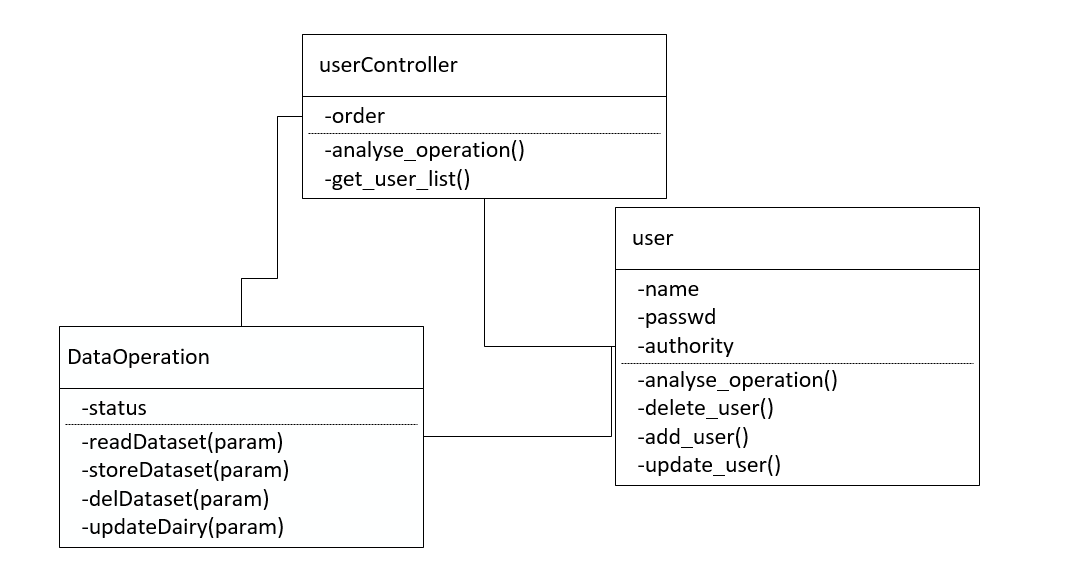 userController
-order
-analyse_operation()
-get_user_list()
user
-name
-passwd
-authority
-analyse_operation()
-delete_user()
-add_user()
-update_user()
DataOperation
-status
-readDataset(param)
-storeDataset(param)
-delDataset(param)
-updateDairy(param)